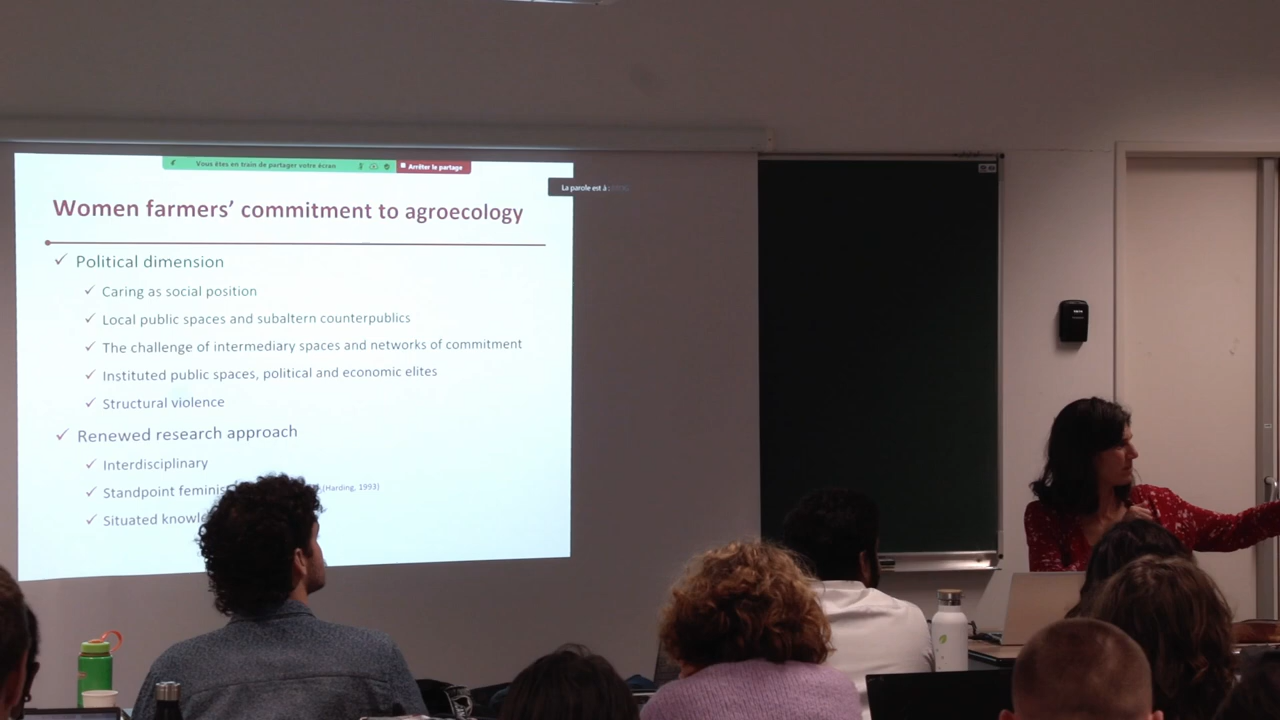 Vous êtes en train de partager votre écran
Arrêter le partage
La parole est à :
Women farmers' commitment to agroecology
Political dimension
Caring as social position
Local public spaces and subaltern counterpublics
The challenge of intermediary spaces and networks of commitment
Instituted public spaces, political and economic elites
Structural violence
Renewed research approach
Interdisciplinary
Standpoint feminis (Harding, 1993)
Situated knowle